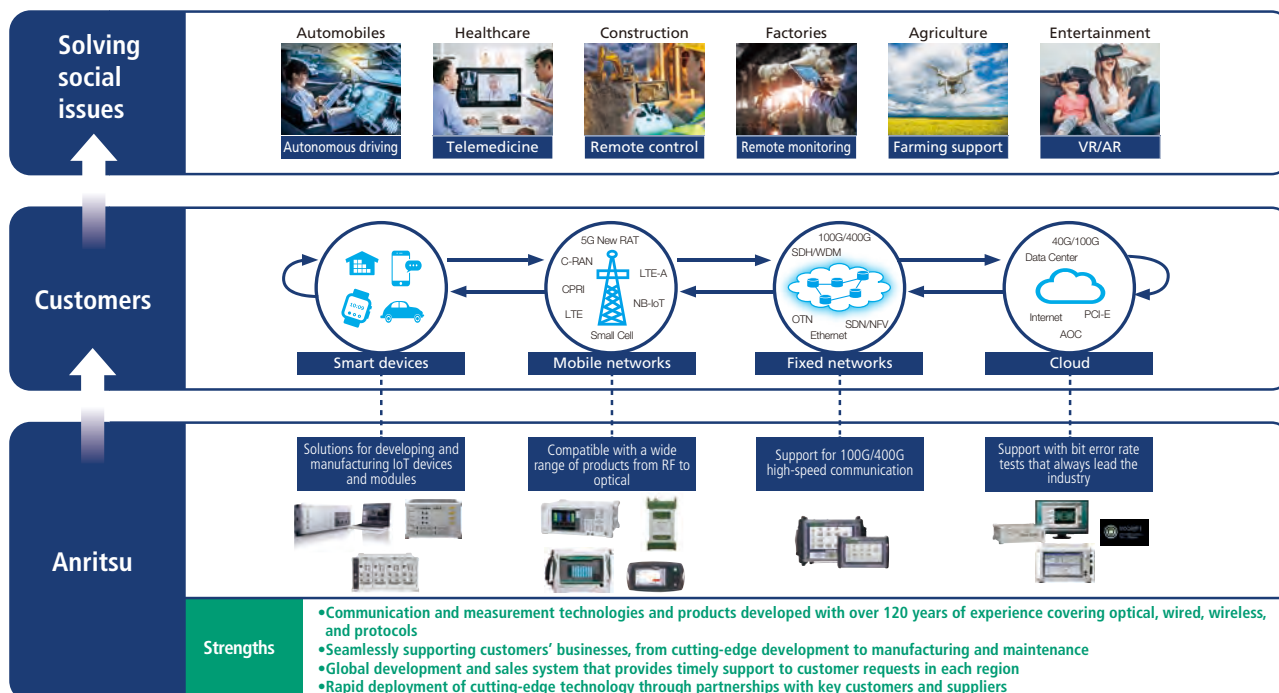 Solving
social
issues
Automobiles
Healthcare
Construction
Factories
Agriculture
Entertainment
Autonomous driving
Telemedicine
Remote control
Remote monitoring
Farming support
VR/AR
Customers
10:00
Smart devices
5G New RAT
C-RAN
LTE-A
CPRI
NB-IoT
LTE
Small Cell
Mobile networks
100G/400G
SDH/WDM
OTN
SDN/NFV
Ethernet
Fixed networks
40G/100G
Data Center
Internet
PCI-E
AOC
Cloud
Anritsu
Solutions for developing and
manufacturing IoT devices
and modules
Compatible with a wide
range of products from RF to
optical
Support for 100G/400G
high-speed communication
Support with bit error rate
tests that always lead the
industry
Strengths
•Communication and measurement technologies and products developed with over 120 years of experience covering optical, wired, wireless,
and protocols
•Seamlessly supporting customers' businesses, from cutting-edge development to manufacturing and maintenance
•Global development and sales system that provides timely support to customer requests in each region
•Rapid deployment of cutting-edge technology through partnerships with key customers and suppliers